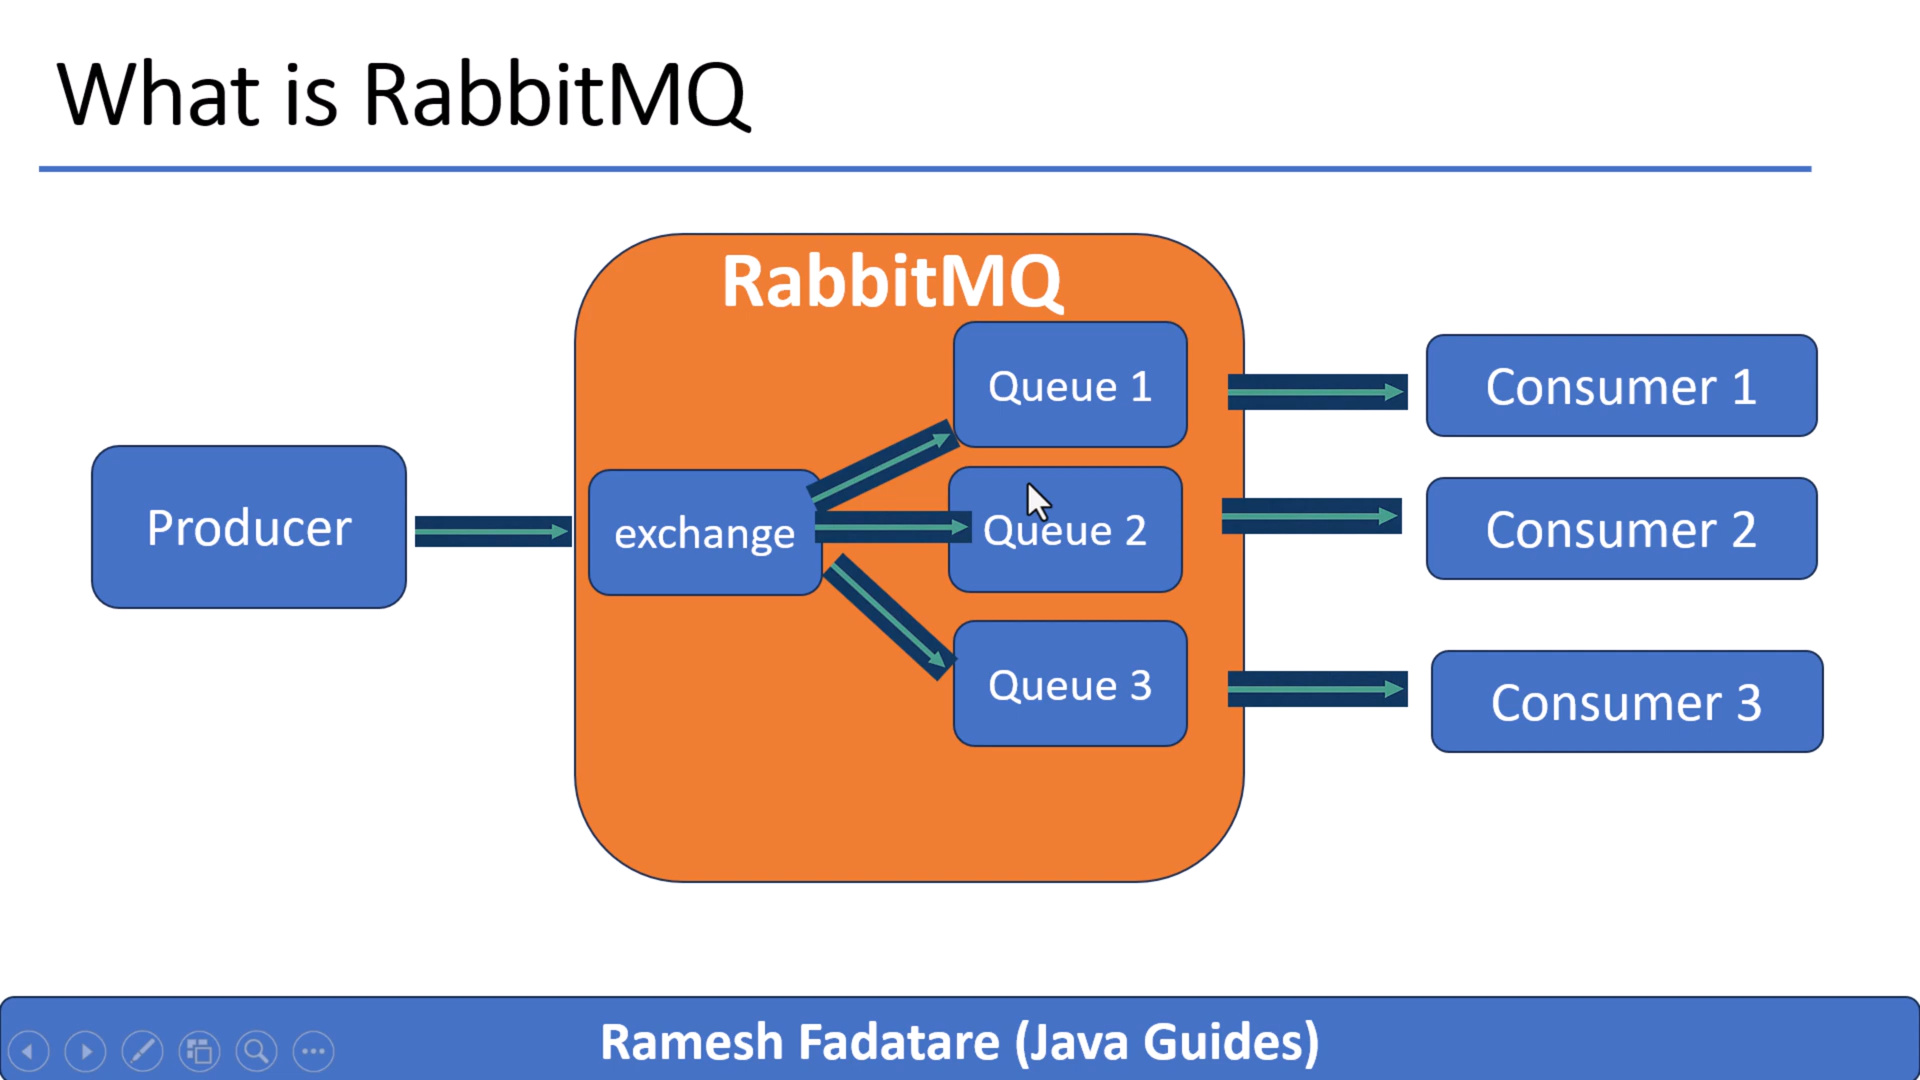 What is RabbitMQ
RabbitMQ
Producer
exchange
Queue 1
Queue 2
Queue 3
Consumer 1
Consumer 2
Consumer 3
Ramesh Fadatare (Java Guides)